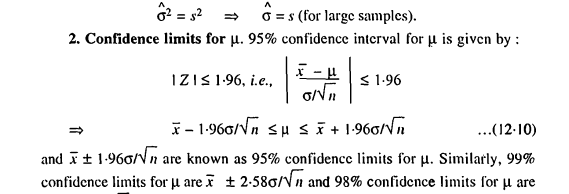 σ̂² = s² ⇒ σ̂ = s (for large samples).
2. Confidence limits for μ. 95% confidence interval for μ is given by :
| Z | ≤ 1·96, i.e., | (x̄ − μ) / (σ/√n) | ≤ 1·96
⇒ x̄ − 1·96σ/√n ≤ μ ≤ x̄ + 1·96σ/√n ...(12·10)
and x̄ ± 1·96σ/√n are known as 95% confidence limits for μ. Similarly, 99%
confidence limits for μ are x̄ ± 2·58σ/√n and 98% confidence limits for μ are